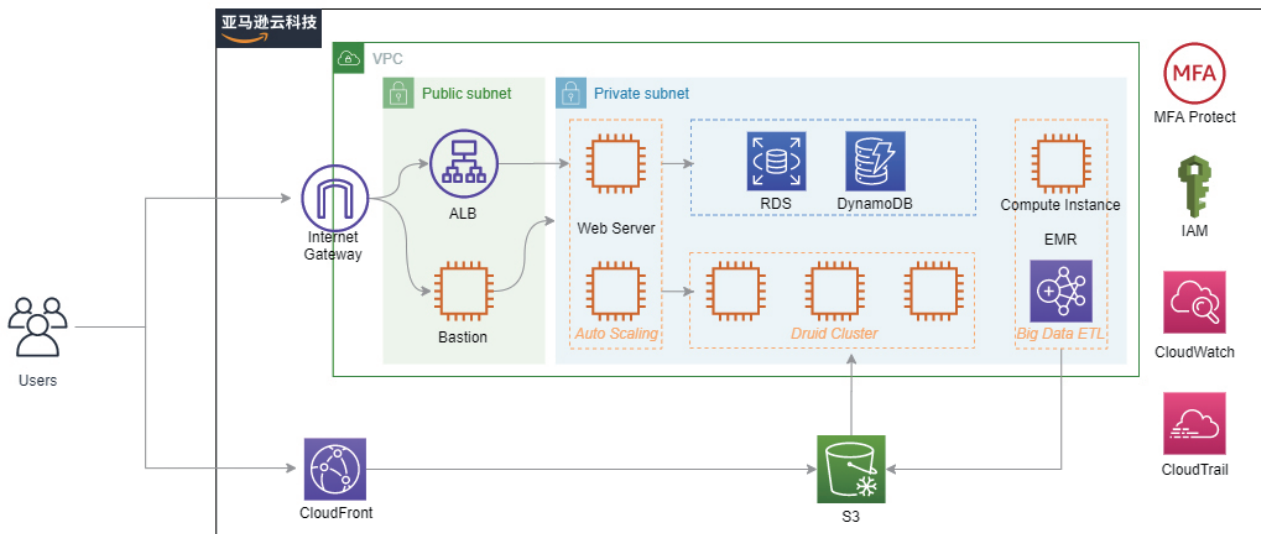 亚马逊云科技
VPC
Public subnet
Private subnet
MFA
MFA Protect
ALB
RDS
DynamoDB
Compute Instance
Internet
Gateway
Web Server
IAM
EMR
Bastion
Auto Scaling
Druid Cluster
Big Data ETL
CloudWatch
Users
CloudTrail
CloudFront
S3